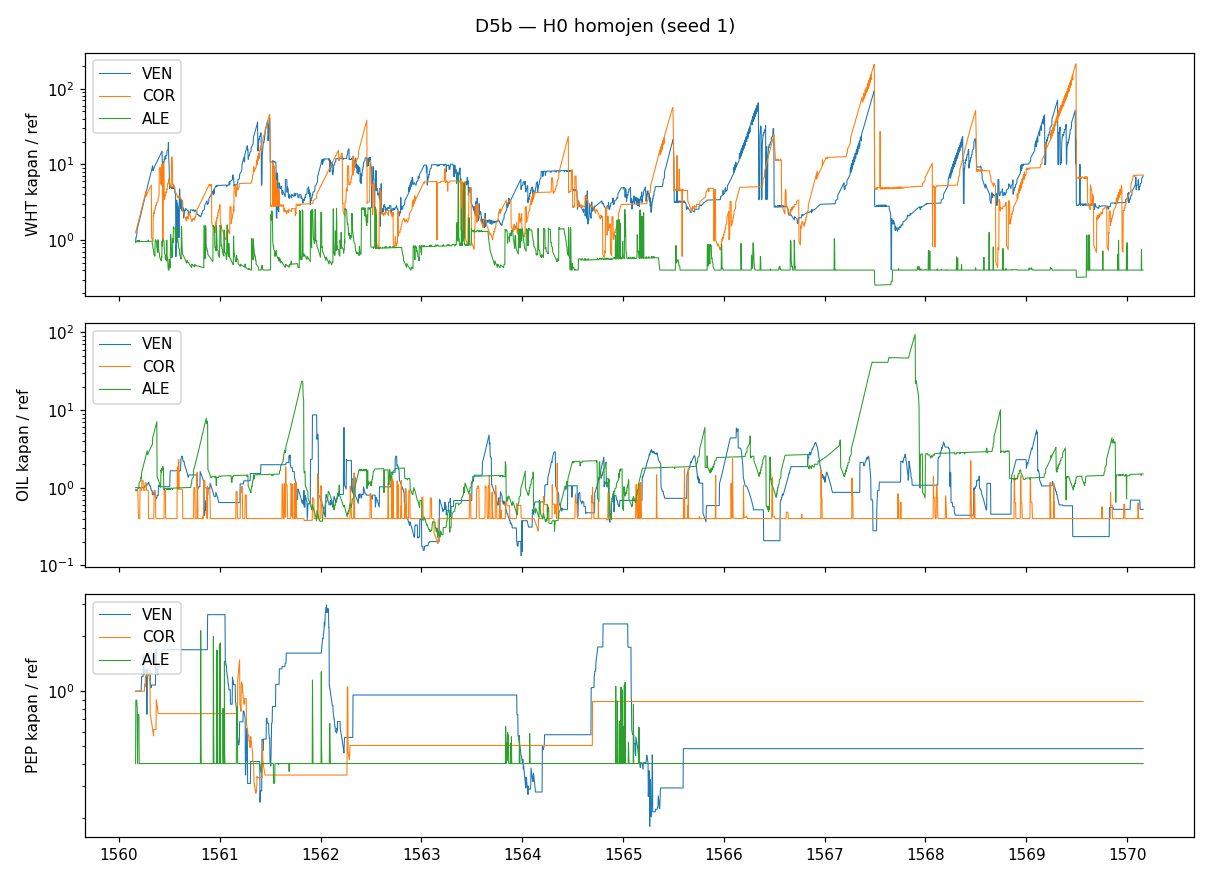 D5b — H0 homojen (seed 1)
WHT kapan / ref
10²
10¹
10⁰
VEN
COR
ALE
OIL kapan / ref
10²
10¹
10⁰
10⁻¹
VEN
COR
ALE
PEP kapan / ref
10⁰
VEN
COR
ALE
1560 1561 1562 1563 1564 1565 1566 1567 1568 1569 1570